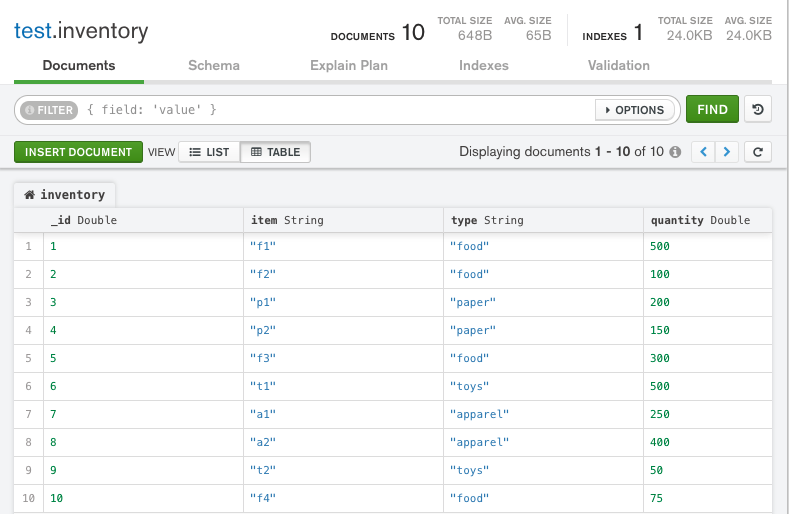 test.inventory
DOCUMENTS 10 TOTAL SIZE 648B AVG. SIZE 65B INDEXES 1 TOTAL SIZE 24.0KB AVG. SIZE 24.0KB
Documents Schema Explain Plan Indexes Validation
FILTER { field: 'value' } OPTIONS FIND
INSERT DOCUMENT VIEW LIST TABLE Displaying documents 1 - 10 of 10
inventory
_id Double item String type String quantity Double
1 1 "f1" "food" 500
2 2 "f2" "food" 100
3 3 "p1" "paper" 200
4 4 "p2" "paper" 150
5 5 "f3" "food" 300
6 6 "t1" "toys" 500
7 7 "a1" "apparel" 250
8 8 "a2" "apparel" 400
9 9 "t2" "toys" 50
10 10 "f4" "food" 75